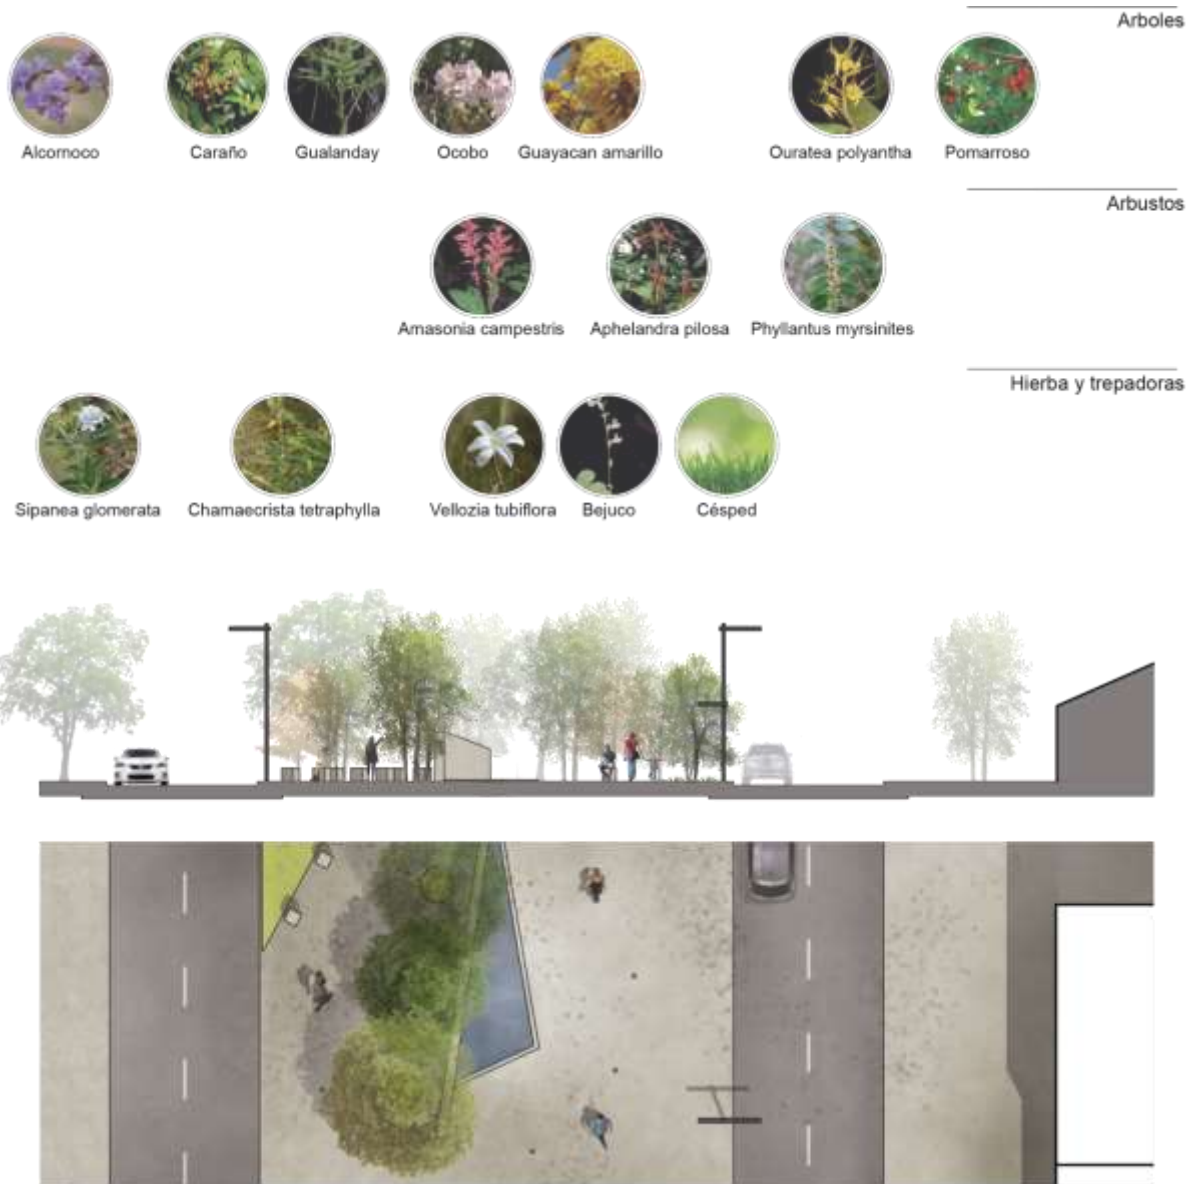 Arboles
Alcornoco
Caraño
Gualanday
Ocobo
Guayacan amarillo
Ouratea polyantha
Pomarroso
Arbustos
Amasonia campestris
Aphelandra pilosa
Phyllantus myrsinites
Hierba y trepadoras
Sipanea glomerata
Chamaecrista tetraphylla
Vellozia tubiflora
Bejuco
Césped